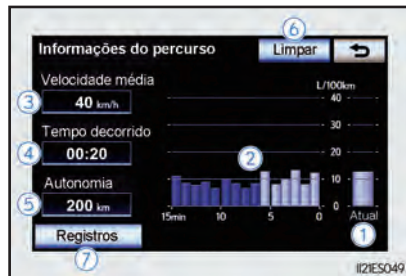 6
Informações do percurso Limpar
Velocidade média L/100km
3 40 km/h 40
Tempo decorrido 30
4 00:20 2 20
Autonomia
5 200 km 10
15min 10 5 0 0 Atual
Registros 1
7
II21ES049